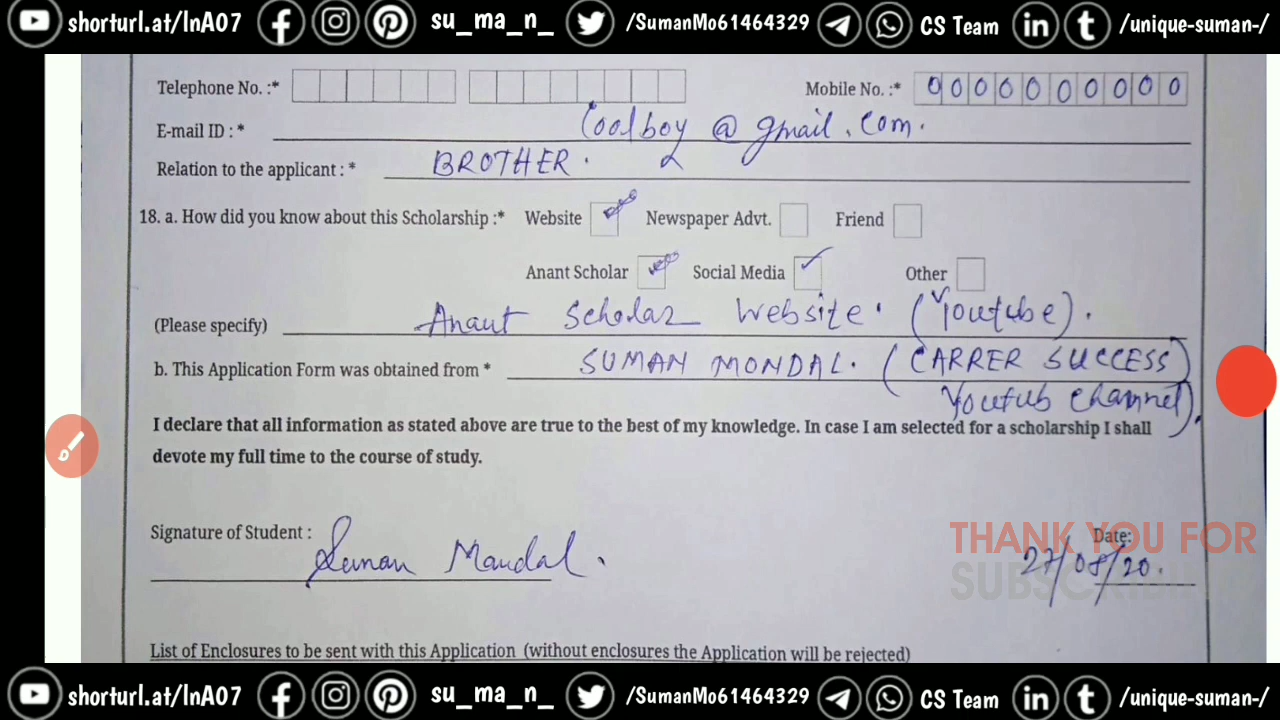 shorturl.at/lnA07 su_ma_n_ /SumanMo61464329 CS Team /unique-suman-/
Telephone No. :* Mobile No. :* 0000000000
E-mail ID : * Coolboy @ gmail.com.
Relation to the applicant : * BROTHER.
18. a. How did you know about this Scholarship :* Website Newspaper Advt. Friend
Anant Scholar Social Media Other
(Please specify) Anant Scholar Website. (Youtube).
b. This Application Form was obtained from * SUMAN MONDAL. (CARRER SUCCESS
Youtub Channel).
I declare that all information as stated above are true to the best of my knowledge. In case I am selected for a scholarship I shall
devote my full time to the course of study.
Signature of Student : Suman Mondal.
THANK YOU FOR
Date:
SUBSCRIBING
27/08/20.
List of Enclosures to be sent with this Application (without enclosures the Application will be rejected)
shorturl.at/lnA07 su_ma_n_ /SumanMo61464329 CS Team /unique-suman-/